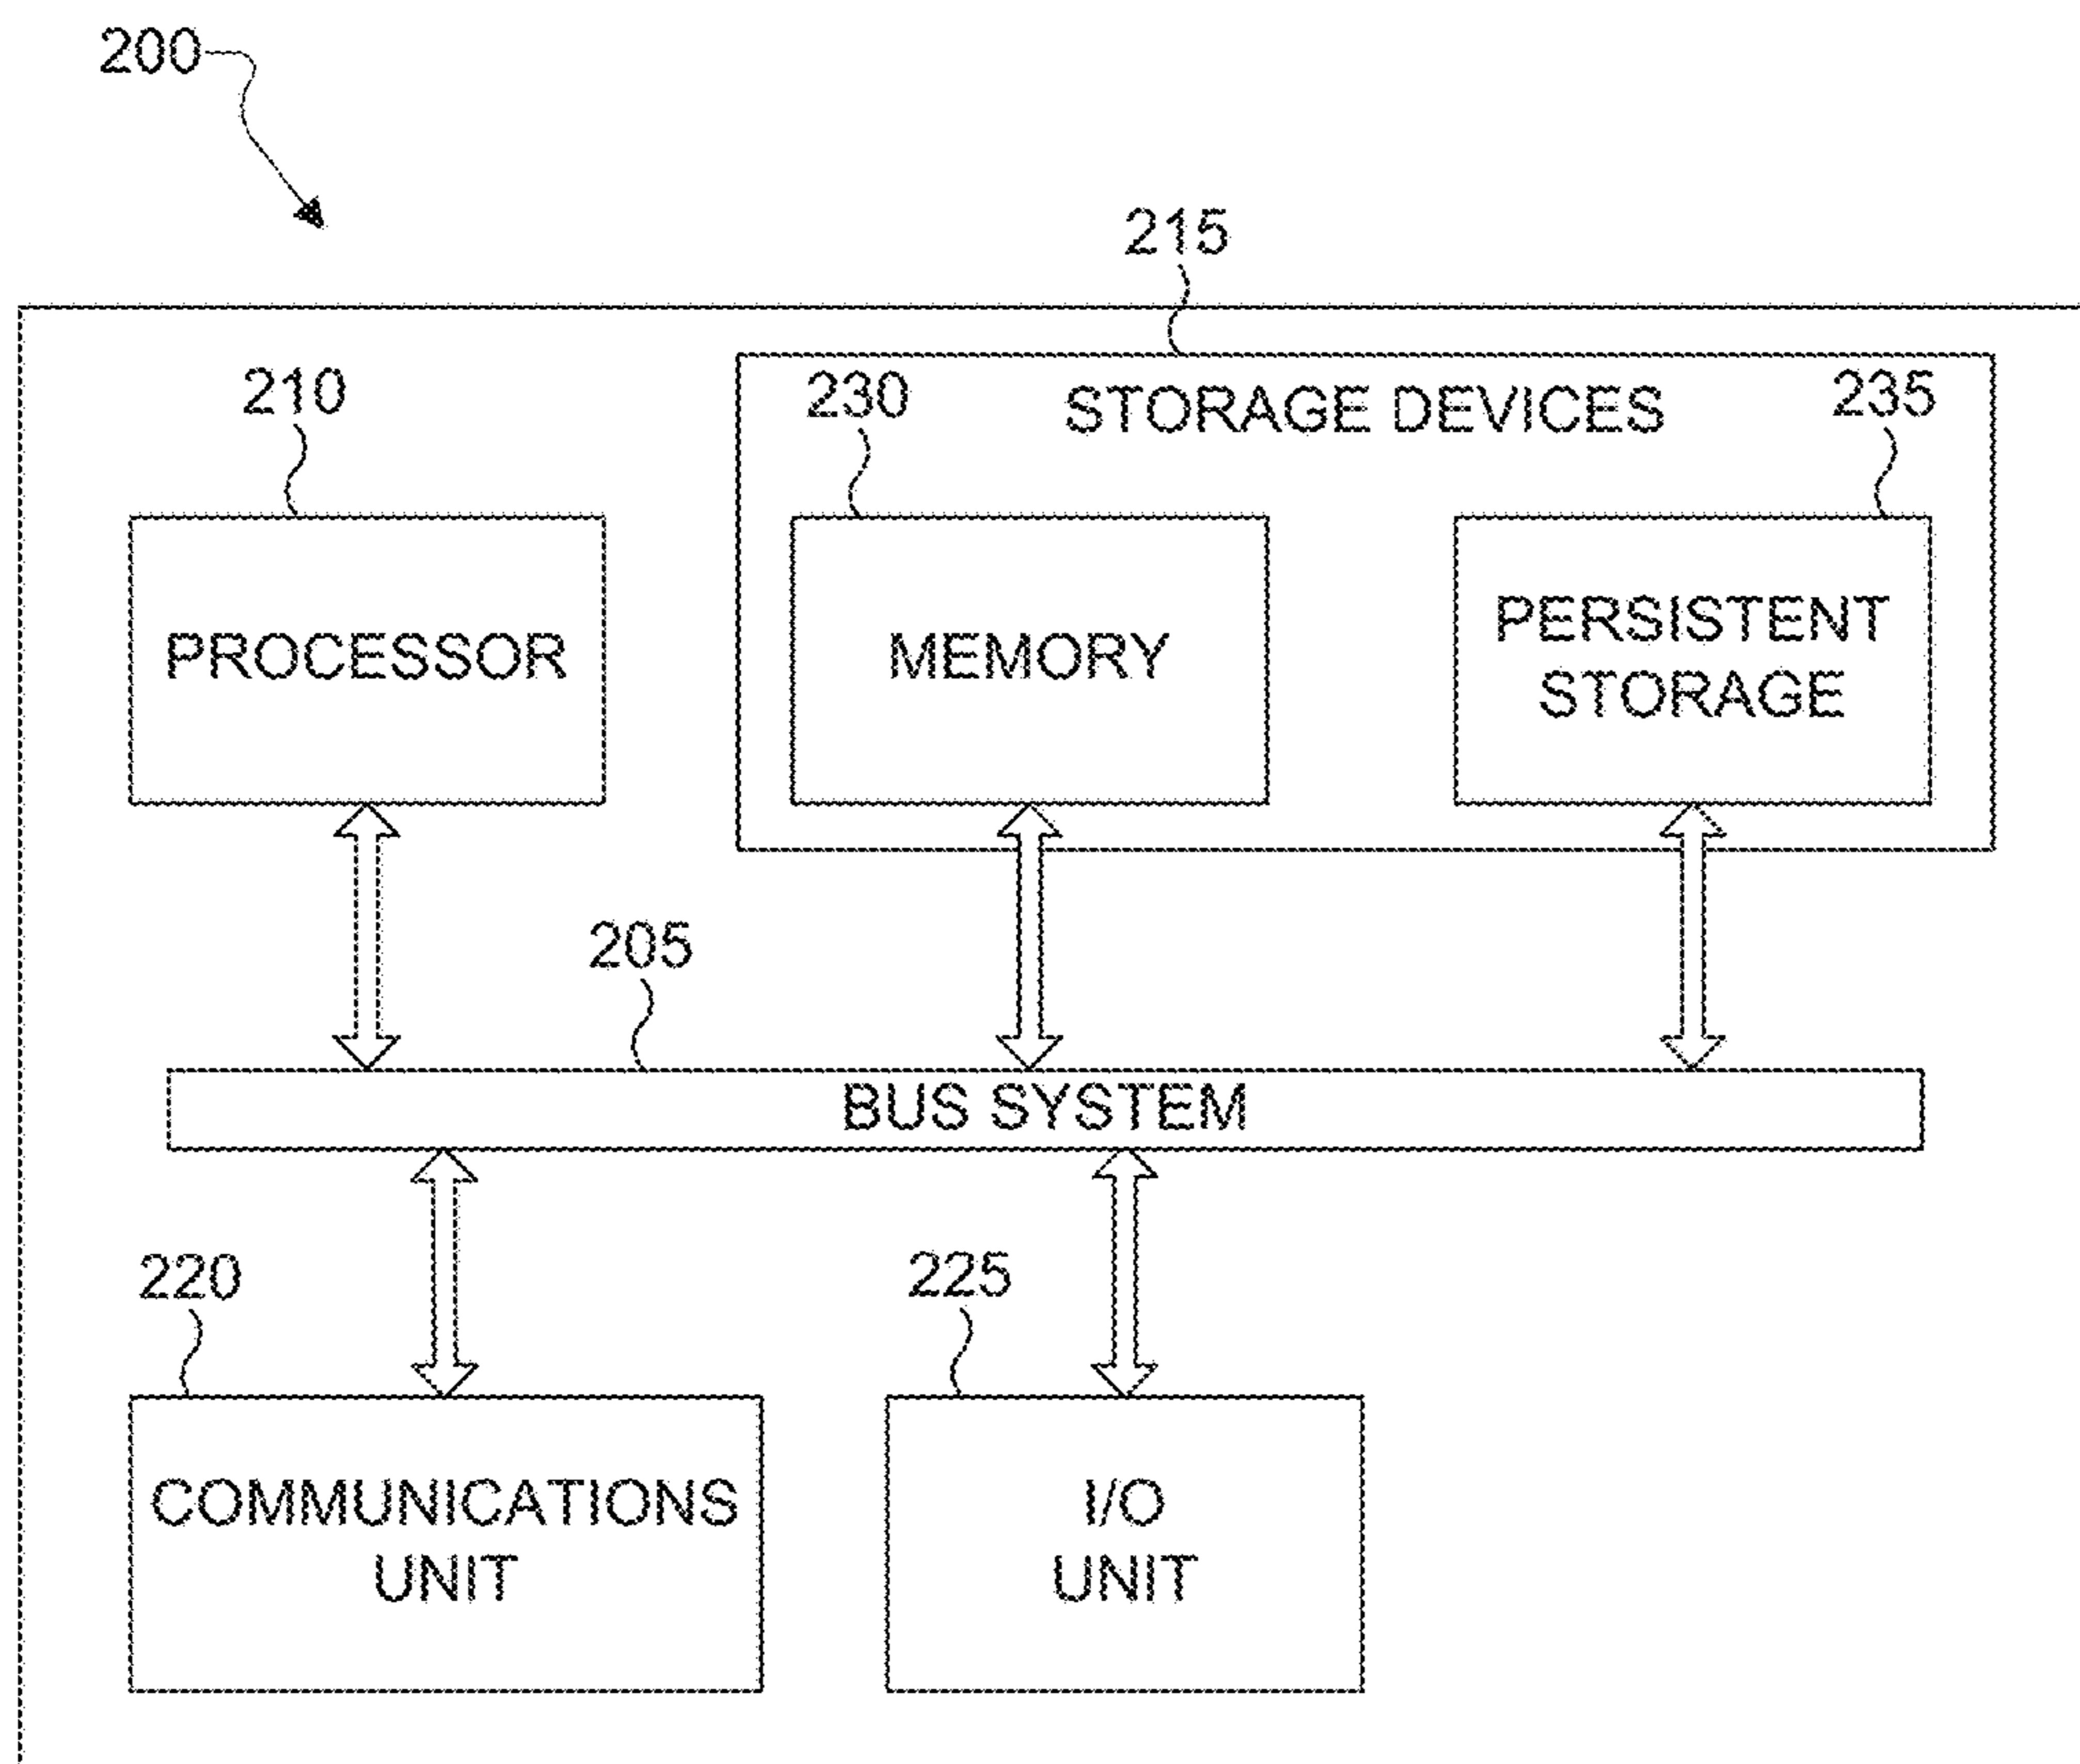 200
215
210
230
STORAGE DEVICES
235
PROCESSOR
MEMORY
PERSISTENT
STORAGE
205
BUS SYSTEM
220
225
COMMUNICATIONS
UNIT
I/O
UNIT